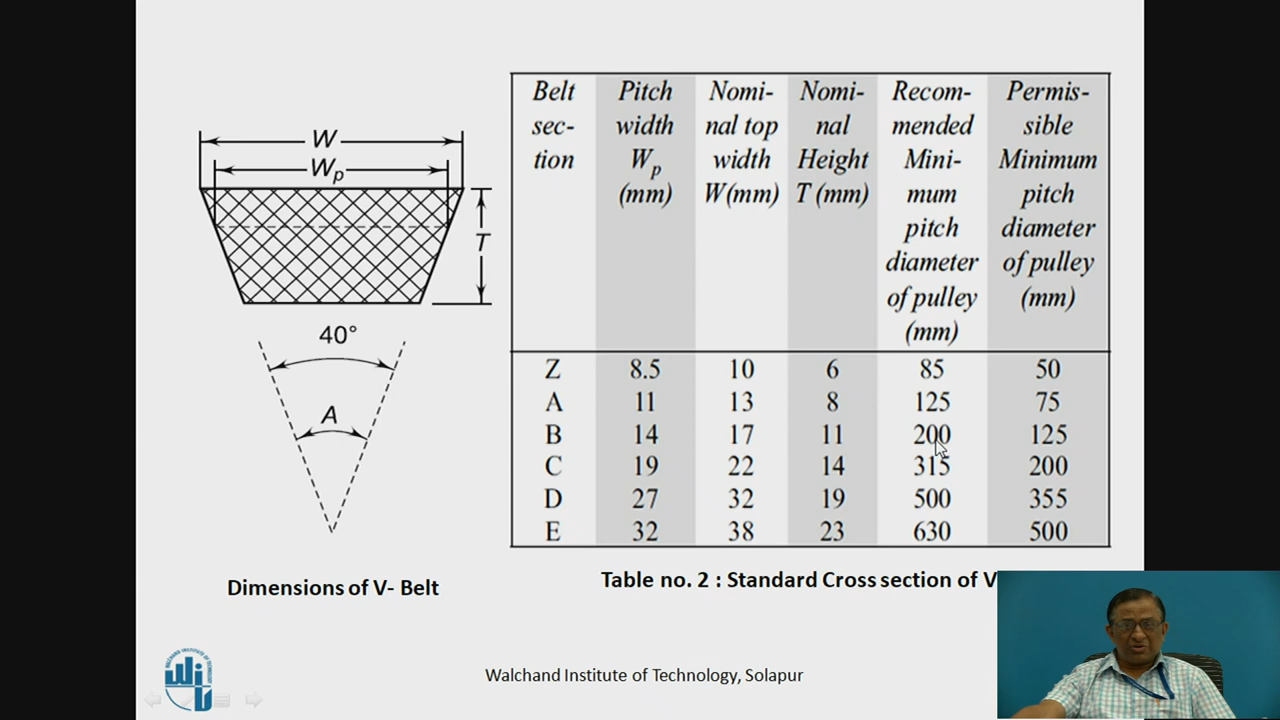 W
Wp
T
40°
A
Dimensions of V- Belt
Belt sec- tion
Pitch width Wp (mm)
Nomi- nal top width W(mm)
Nomi- nal Height T (mm)
Recom- mended Mini- mum pitch diameter of pulley (mm)
Permis- sible Minimum pitch diameter of pulley (mm)
Z 8.5 10 6 85 50
A 11 13 8 125 75
B 14 17 11 200 125
C 19 22 14 315 200
D 27 32 19 500 355
E 32 38 23 630 500
Table no. 2 : Standard Cross section of V
Walchand Institute of Technology, Solapur